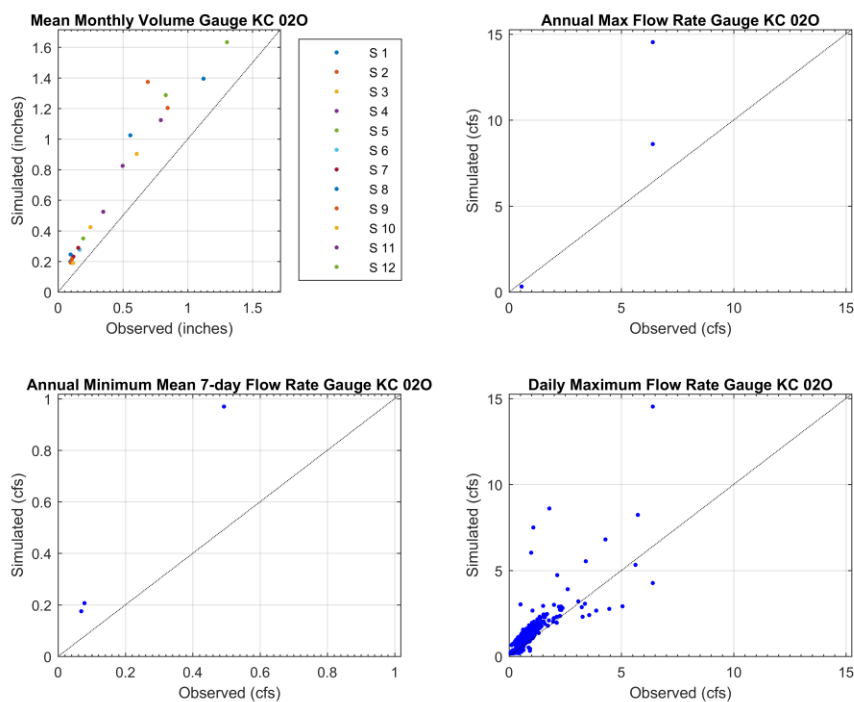 Mean Monthly Volume Gauge KC 02O
Simulated (inches)
1.6
1.4
1.2
1
0.8
0.6
0.4
0.2
0
0
0.5
1
1.5
Observed (inches)
S 1
S 2
S 3
S 4
S 5
S 6
S 7
S 8
S 9
S 10
S 11
S 12
Annual Max Flow Rate Gauge KC 02O
Simulated (cfs)
15
10
5
0
0
5
10
15
Observed (cfs)
Annual Minimum Mean 7-day Flow Rate Gauge KC 02O
Simulated (cfs)
1
0.8
0.6
0.4
0.2
0
0
0.2
0.4
0.6
0.8
1
Observed (cfs)
Daily Maximum Flow Rate Gauge KC 02O
Simulated (cfs)
15
10
5
0
0
5
10
15
Observed (cfs)